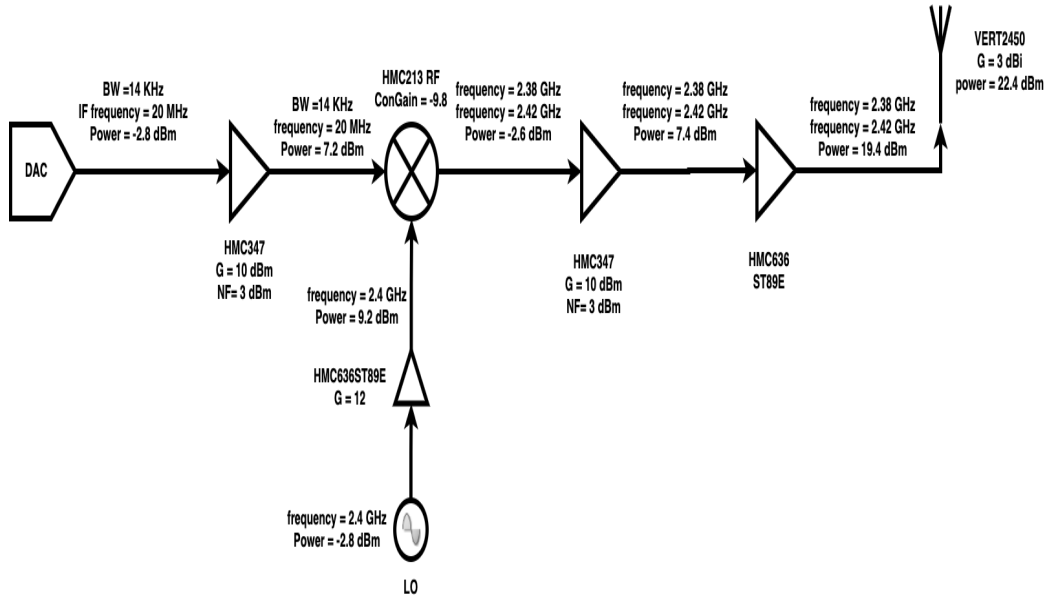 VERT2450
G = 3 dBi
power = 22.4 dBm
HMC213 RF
ConGain = -9.8
BW =14 KHz
IF frequency = 20 MHz
Power = -2.8 dBm
BW = 14 KHz
frequency = 20 MHz
Power = 7.2 dBm
frequency = 2.38 GHz
frequency = 2.42 GHz
Power = -2.6 dBm
frequency = 2.38 GHz
frequency = 2.42 GHz
Power = 7.4 dBm
frequency = 2.38 GHz
frequency = 2.42 GHz
Power = 19.4 dBm
DAC
HMC347
G = 10 dBm
NF= 3 dBm
HMC347
G = 10 dBm
NF= 3 dBm
HMC636
ST89E
frequency = 2.4 GHz
Power = 9.2 dBm
HMC636ST89E
G = 12
frequency = 2.4 GHz
Power = -2.8 dBm
LO